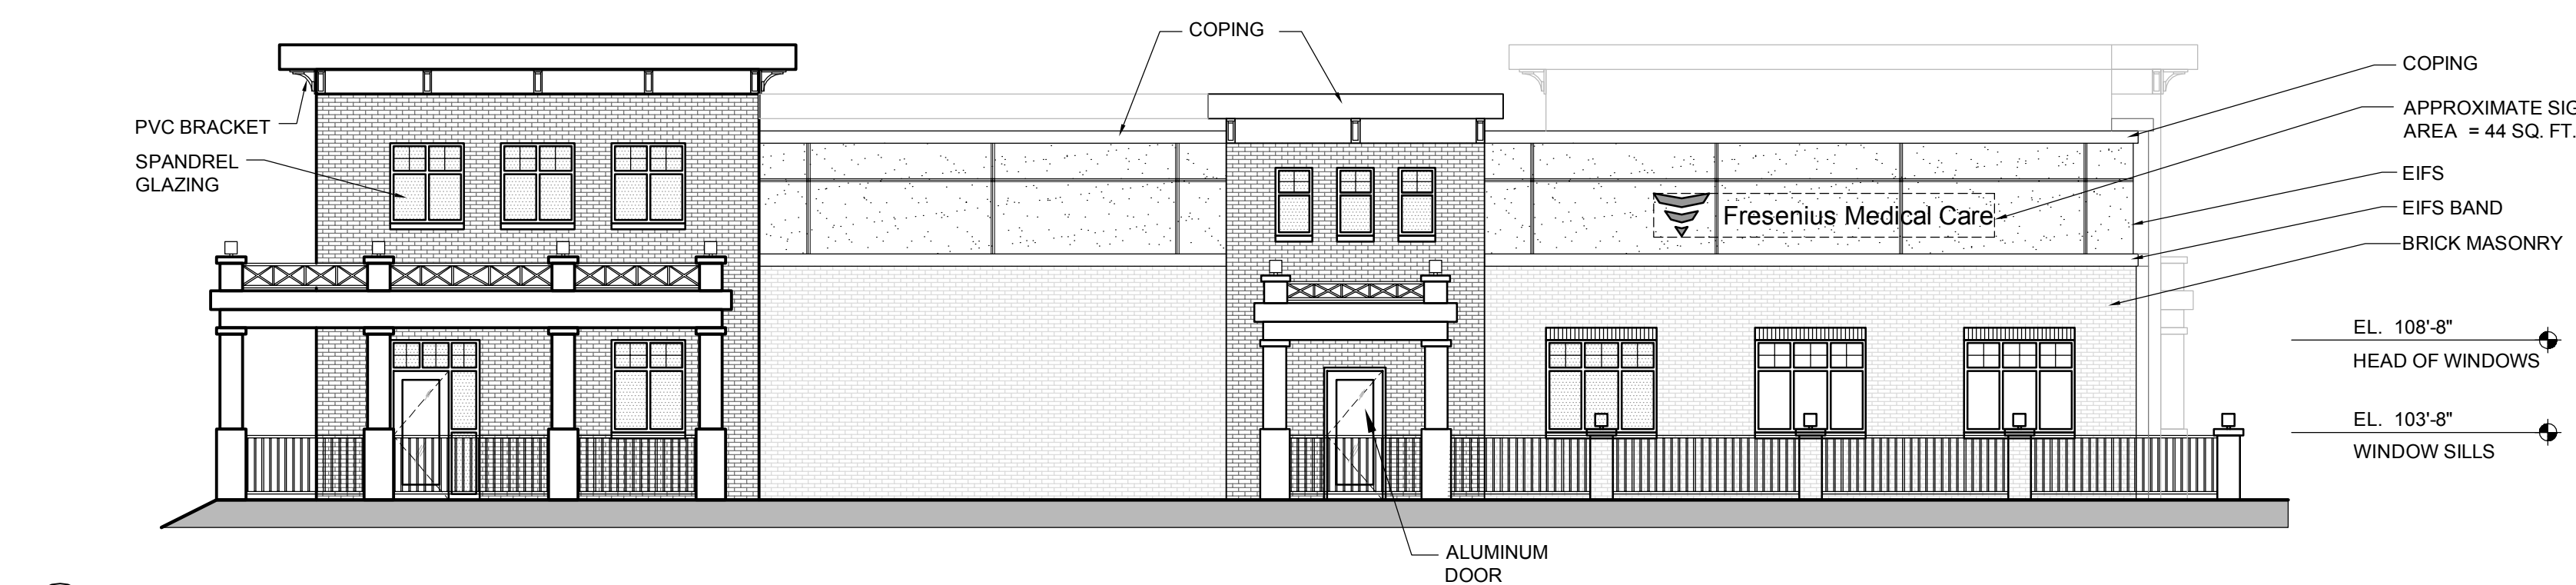 COPING
PVC BRACKET
SPANDREL
GLAZING
COPING
APPROXIMATE SIG
AREA = 44 SQ. FT.
EIFS
EIFS BAND
BRICK MASONRY
Fresenius Medical Care
EL. 108'-8"
HEAD OF WINDOWS
EL. 103'-8"
WINDOW SILLS
ALUMINUM
DOOR